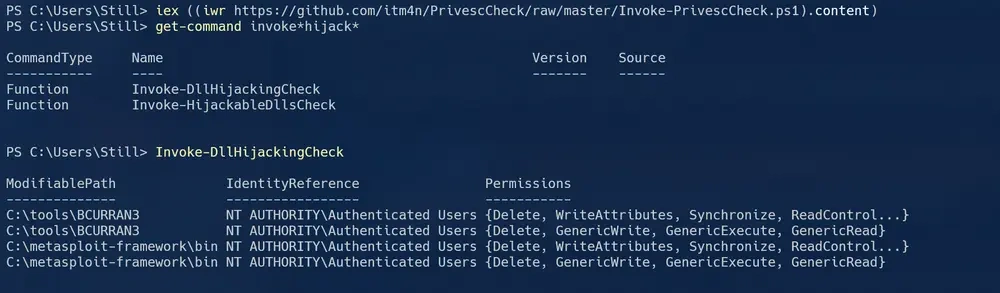 PS C:\Users\Still> iex ((iwr https://github.com/itm4n/PrivescCheck/raw/master/Invoke-PrivescCheck.ps1).content)
PS C:\Users\Still> get-command invoke*hijack*
CommandType     Name                                               Version    Source
-----------     ----                                               -------    ------
Function        Invoke-DllHijackingCheck
Function        Invoke-HijackableDllsCheck
PS C:\Users\Still> Invoke-DllHijackingCheck
ModifiablePath              IdentityReference                Permissions
--------------              -----------------                -----------
C:\tools\BCURRAN3           NT AUTHORITY\Authenticated Users {Delete, WriteAttributes, Synchronize, ReadControl...}
C:\tools\BCURRAN3           NT AUTHORITY\Authenticated Users {Delete, GenericWrite, GenericExecute, GenericRead}
C:\metasploit-framework\bin NT AUTHORITY\Authenticated Users {Delete, WriteAttributes, Synchronize, ReadControl...}
C:\metasploit-framework\bin NT AUTHORITY\Authenticated Users {Delete, GenericWrite, GenericExecute, GenericRead}